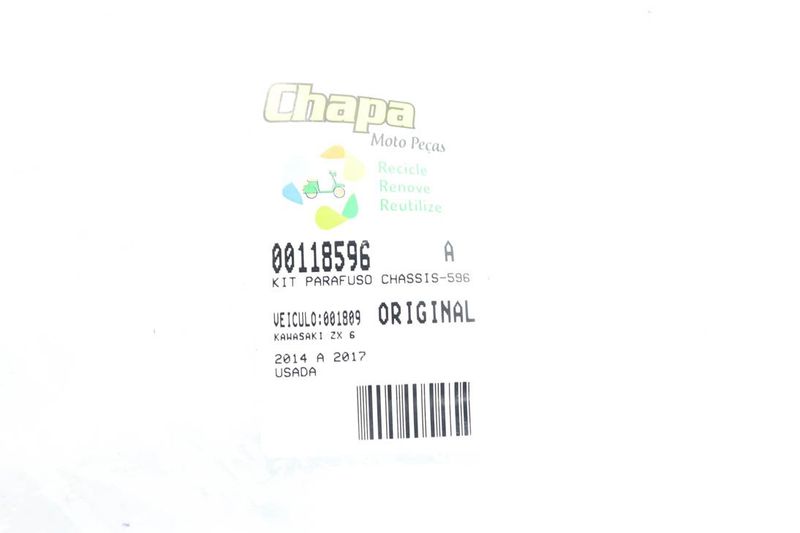 Chapa
Moto Peças
Recicle
Renove
Reutilize
00118596 A
KIT PARAFUSO CHASSIS-596
VEICULO:001809 ORIGINAL
KAWASAKI ZX 6
2014 A 2017
USADA